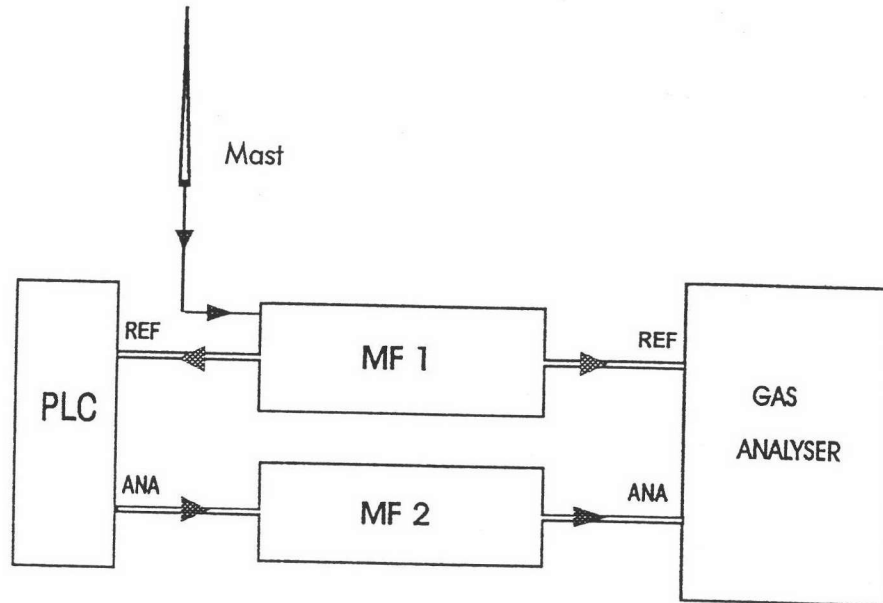 Mast
REF
MF 1
REF
PLC
GAS
ANALYSER
ANA
MF 2
ANA